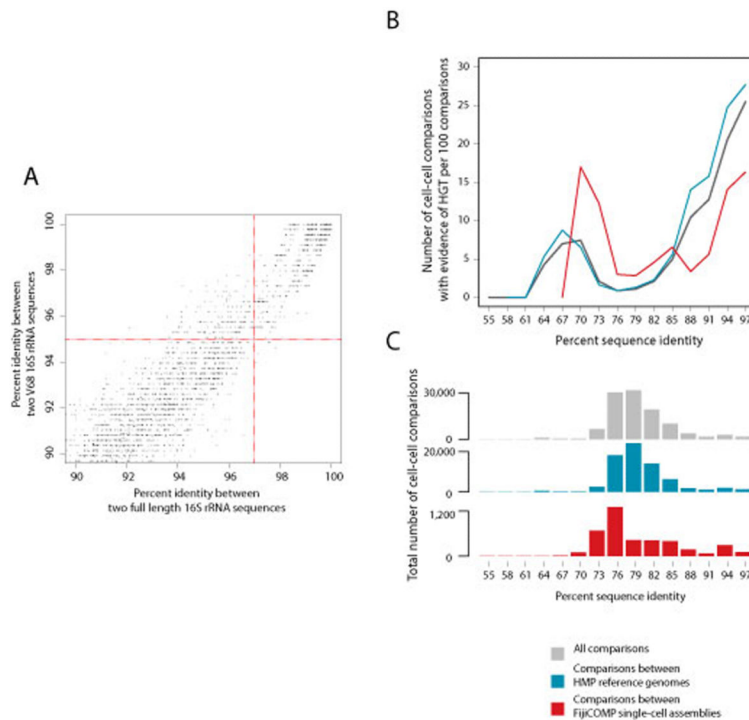 A
Percent identity between
two V68 16S rRNA sequences
100
98
96
94
92
90
90
92
94
96
98
100
Percent identity between
two full length 16S rRNA sequences
B
Number of cell-cell comparisons
with evidence of HGT per 100 comparisons
30
25
20
15
10
5
0
55 58 61 64 67 70 73 76 79 82 85 88 91 94 97
Percent sequence identity
C
Total number of cell-cell comparisons
30,000
0
20,000
0
1,200
0
55 58 61 64 67 70 73 76 79 82 85 88 91 94 97
Percent sequence identity
All comparisons
Comparisons between
HMP reference genomes
Comparisons between
FijiCOMP single-cell assemblies